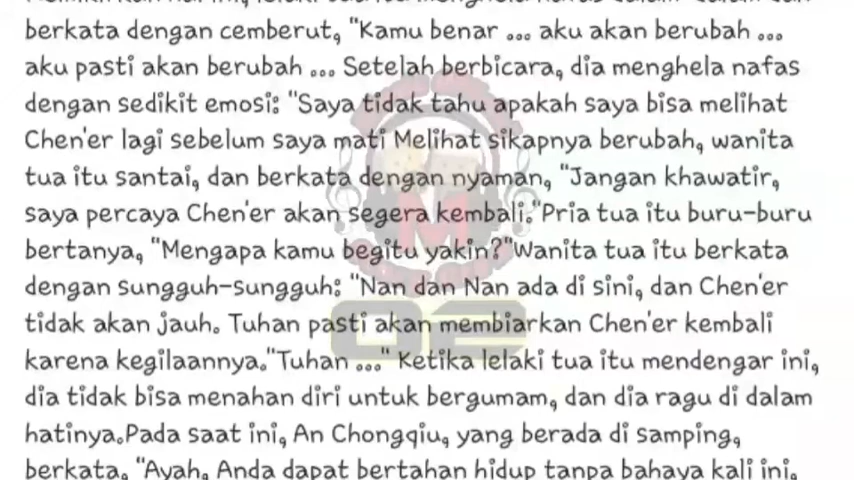 berkata dengan cemberut, "Kamu benar ... aku akan berubah ...
aku pasti akan berubah ... Setelah berbicara, dia menghela nafas
dengan sedikit emosi: "Saya tidak tahu apakah saya bisa melihat
Chen'er lagi sebelum saya mati Melihat sikapnya berubah, wanita
tua itu santai, dan berkata dengan nyaman, "Jangan khawatir,
saya percaya Chen'er akan segera kembali."Pria tua itu buru-buru
bertanya, "Mengapa kamu begitu yakin?"Wanita tua itu berkata
dengan sungguh-sungguh: "Nan dan Nan ada di sini, dan Chen'er
tidak akan jauh. Tuhan pasti akan membiarkan Chen'er kembali
karena kegilaannya."Tuhan ..." Ketika lelaki tua itu mendengar ini,
dia tidak bisa menahan diri untuk bergumam, dan dia ragu di dalam
hatinya.Pada saat ini, An Chongqiu, yang berada di samping,
berkata, "Ayah, Anda dapat bertahan hidup tanpa bahaya kali ini,
M
02